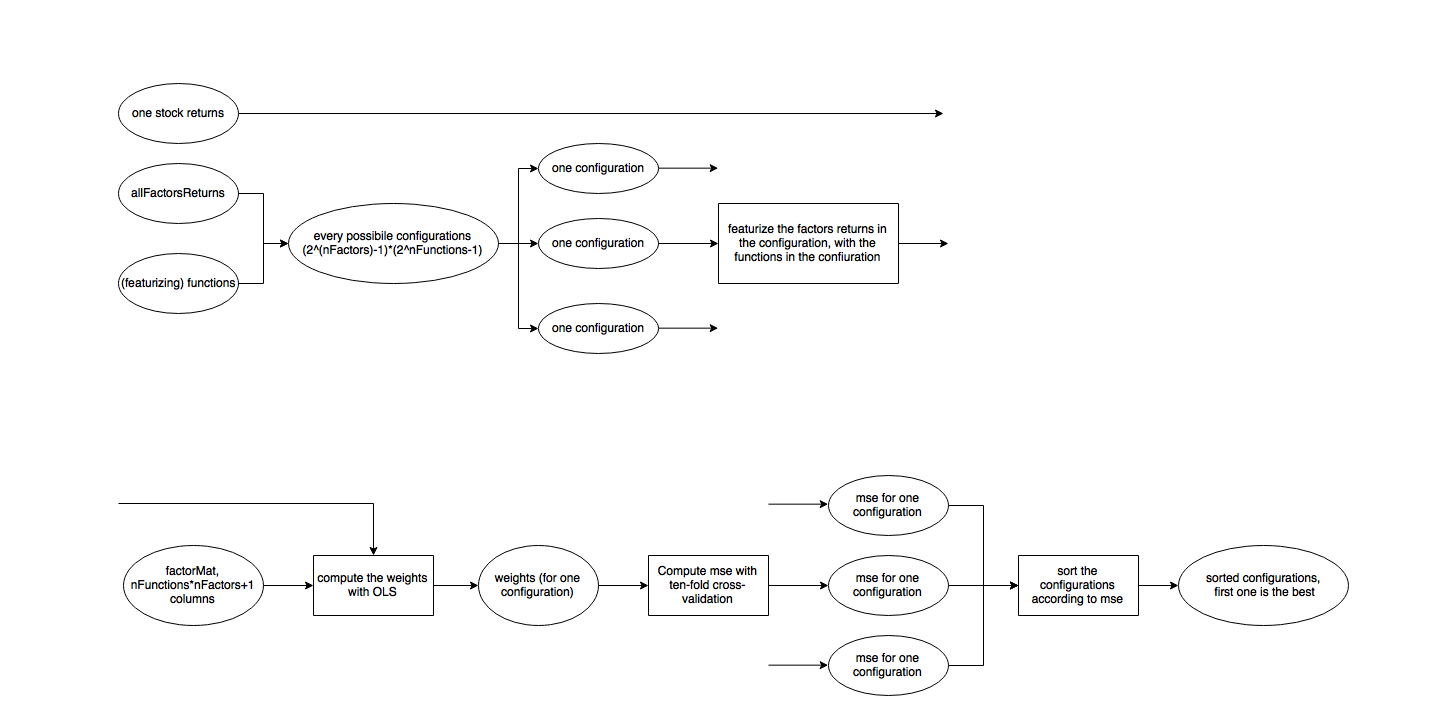 one stock returns
allFactorsReturns
(featurizing) functions
every possibile configurations
(2^(nFactors)-1)*(2^nFunctions-1)
one configuration
one configuration
one configuration
featurize the factors returns in
the configuration, with the
functions in the confiuration
factorMat,
nFunctions*nFactors+1
columns
compute the weights
with OLS
weights (for one
configuration)
Compute mse with
ten-fold cross-
validation
mse for one
configuration
mse for one
configuration
mse for one
configuration
sort the
configurations
according to mse
sorted configurations,
first one is the best